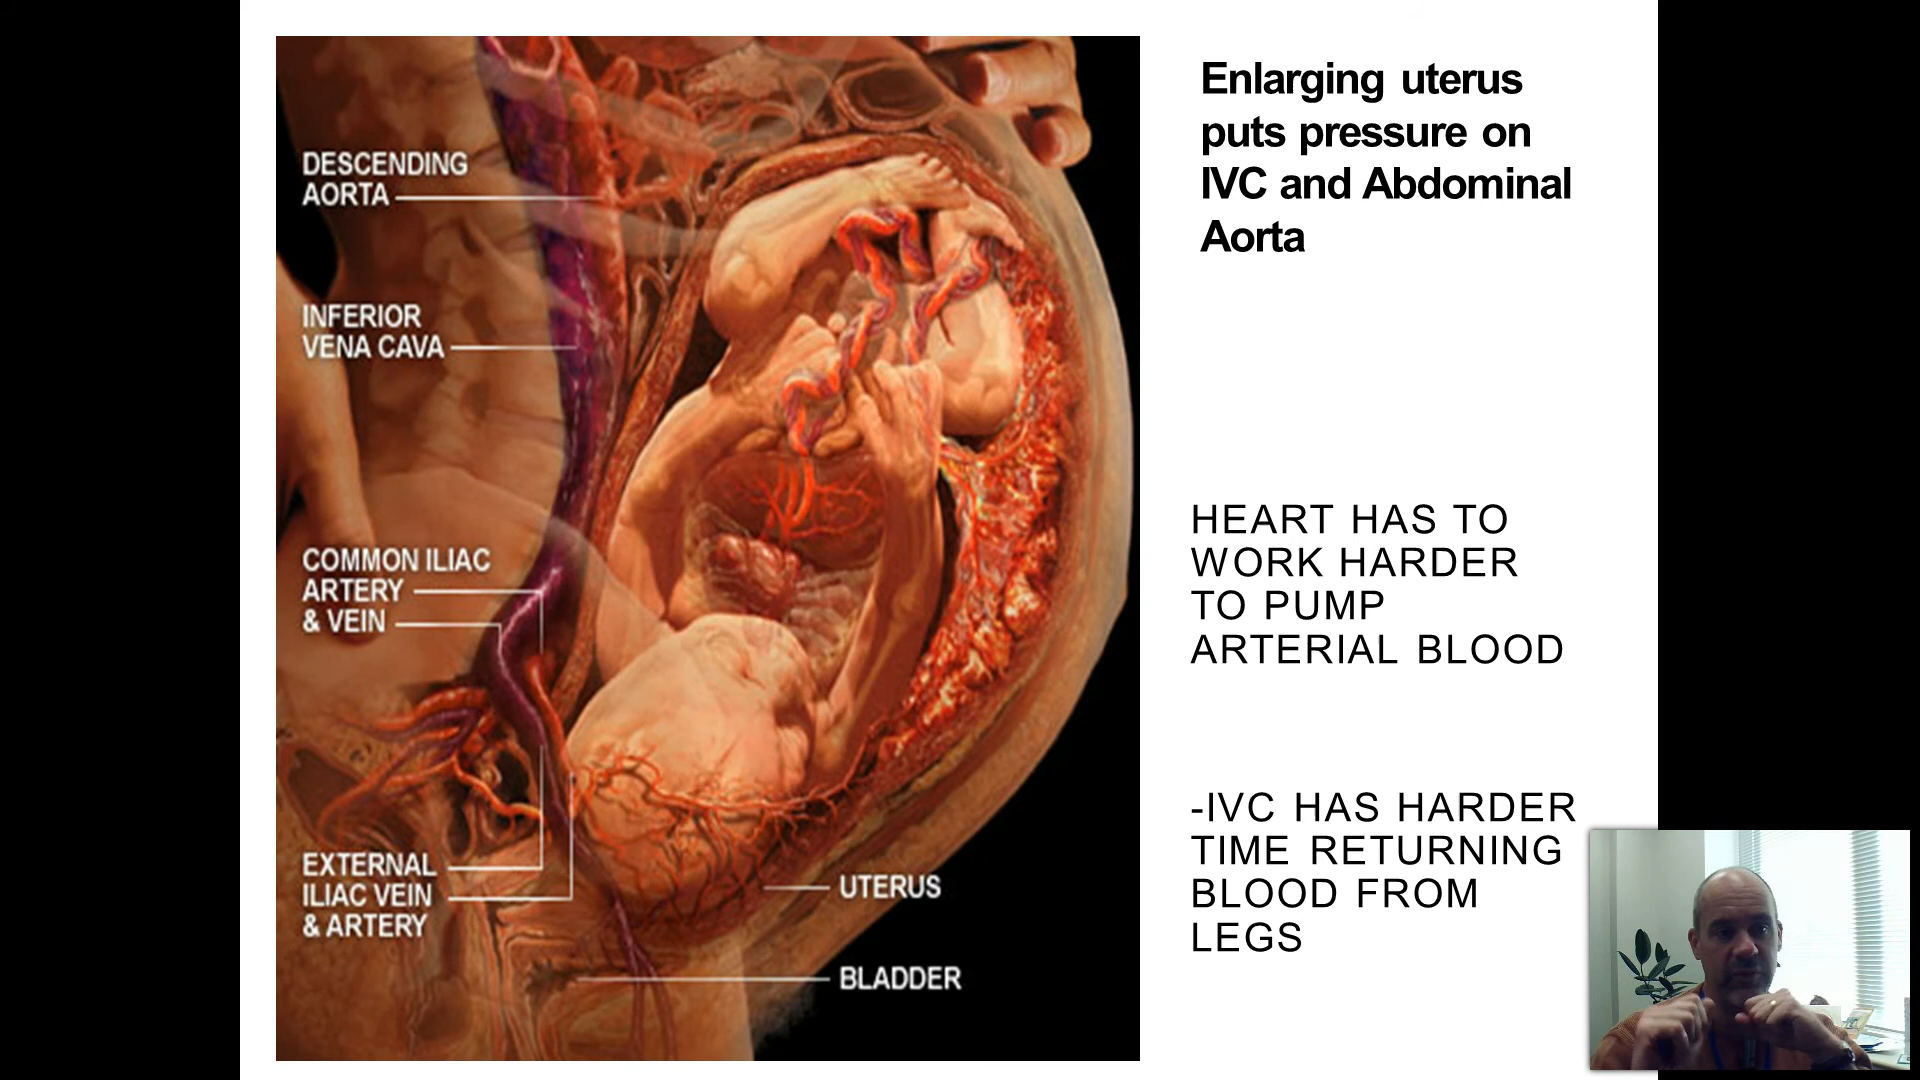 DESCENDING
AORTA
INFERIOR
VENA CAVA
COMMON ILIAC
ARTERY
& VEIN
EXTERNAL
ILIAC VEIN
& ARTERY
UTERUS
BLADDER
Enlarging uterus
puts pressure on
IVC and Abdominal
Aorta
HEART HAS TO
WORK HARDER
TO PUMP
ARTERIAL BLOOD
-IVC HAS HARDER
TIME RETURNING
BLOOD FROM
LEGS